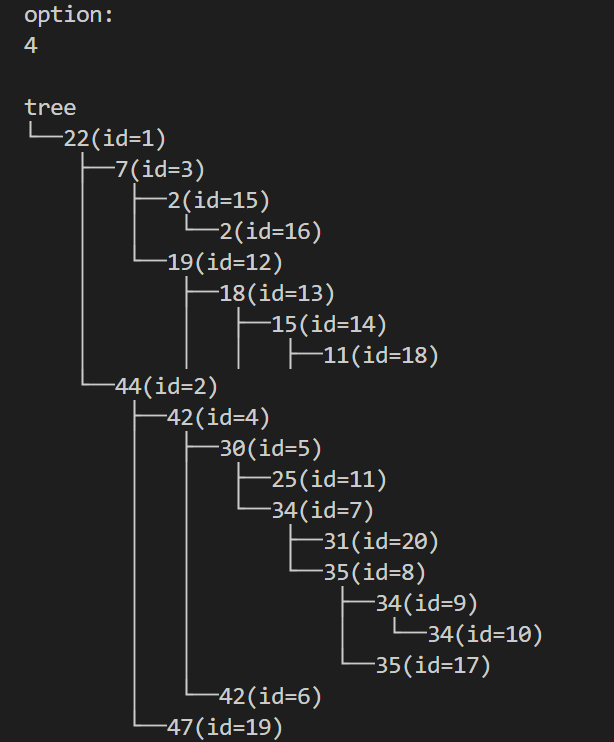 option:
4
tree
22(id=1)
7(id=3)
2(id=15)
2(id=16)
19(id=12)
18(id=13)
15(id=14)
11(id=18)
44(id=2)
42(id=4)
30(id=5)
25(id=11)
34(id=7)
31(id=20)
35(id=8)
34(id=9)
34(id=10)
35(id=17)
42(id=6)
47(id=19)